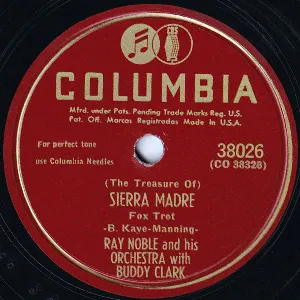 CBS
COLUMBIA
Mfrd. under Pats. Pending Trade Marks Reg. U.S.
Pat. Off. Marcas Registradas Made in U.S.A.
For perfect tone
use Columbia Needles
38026
(CO 38328)
(The Treasure Of)
SIERRA MADRE
Fox Trot
-B. Kaye-Manning-
RAY NOBLE and his
ORCHESTRA with
BUDDY CLARK